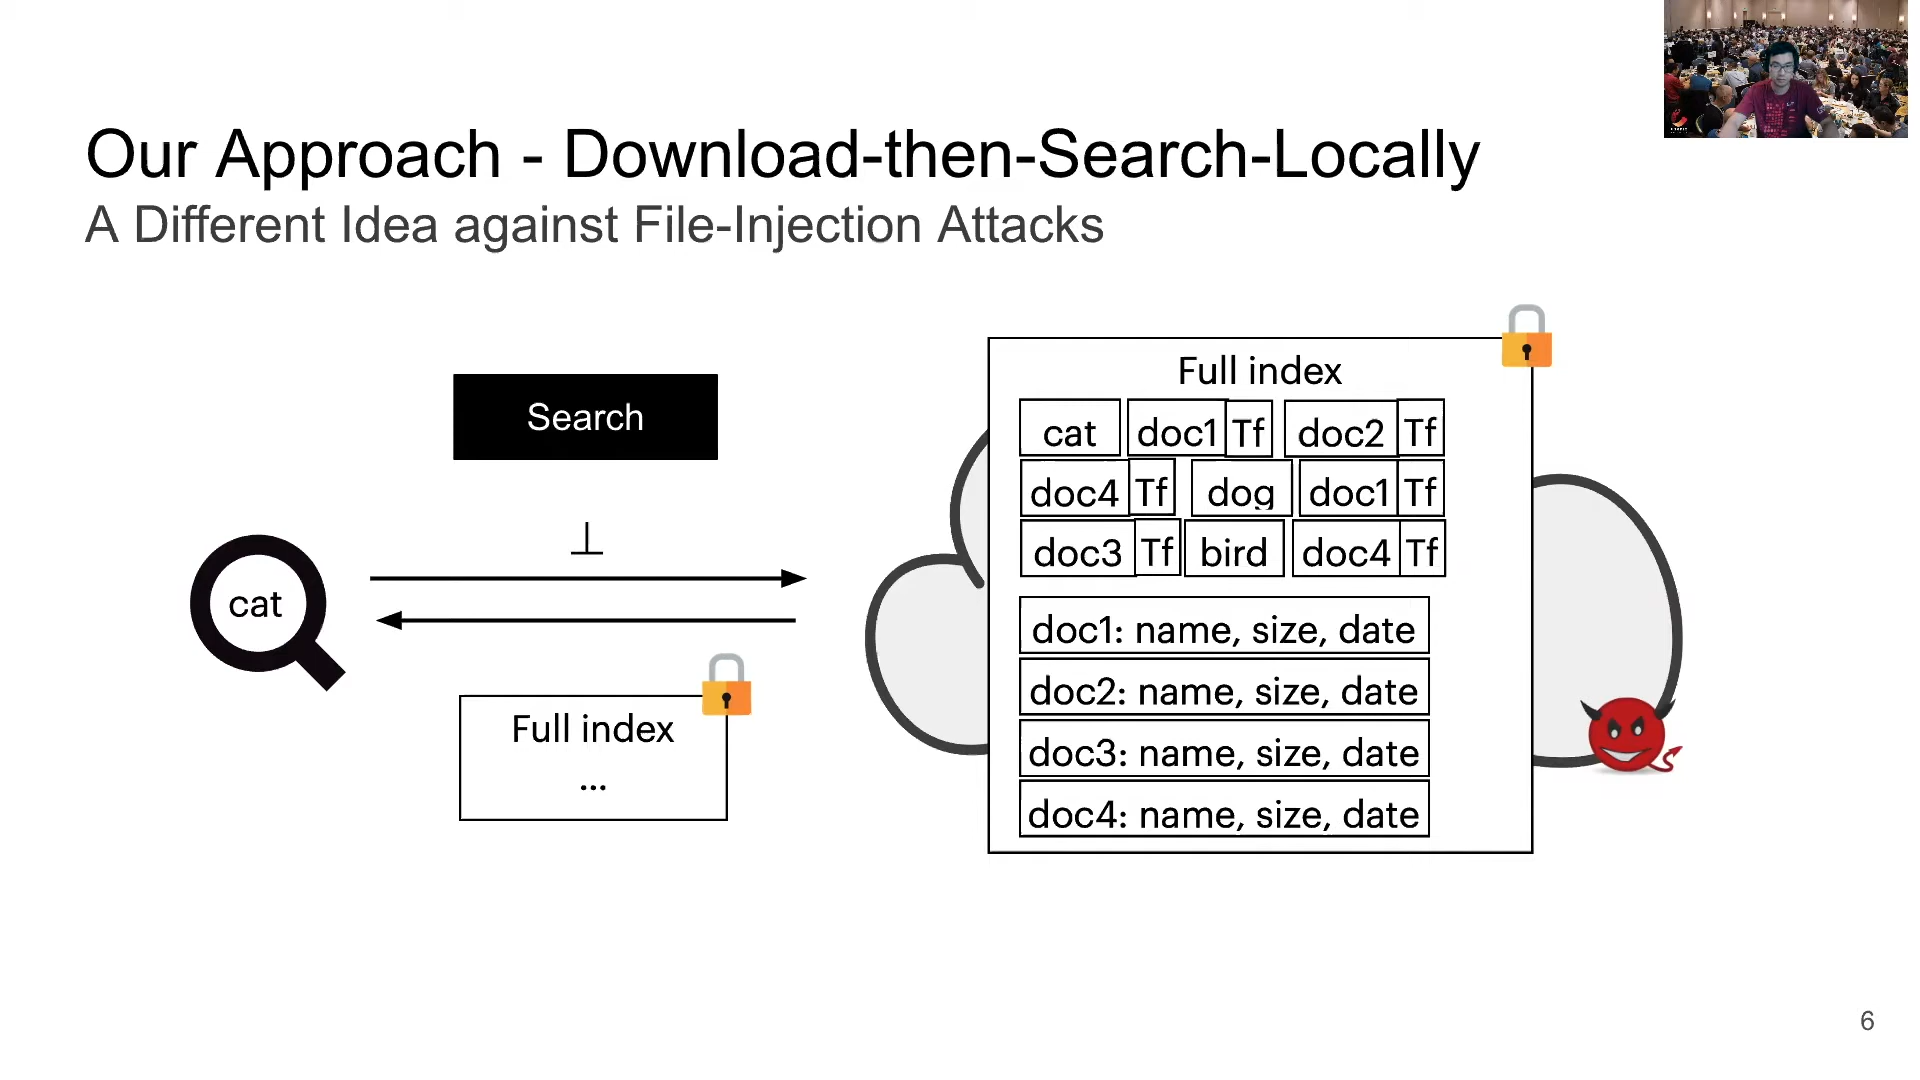 Our Approach - Download-then-Search-Locally
A Different Idea against File-Injection Attacks
Search
⊥
cat
Full index
...
Full index
cat doc1 Tf doc2 Tf
doc4 Tf dog doc1 Tf
doc3 Tf bird doc4 Tf
doc1: name, size, date
doc2: name, size, date
doc3: name, size, date
doc4: name, size, date
6